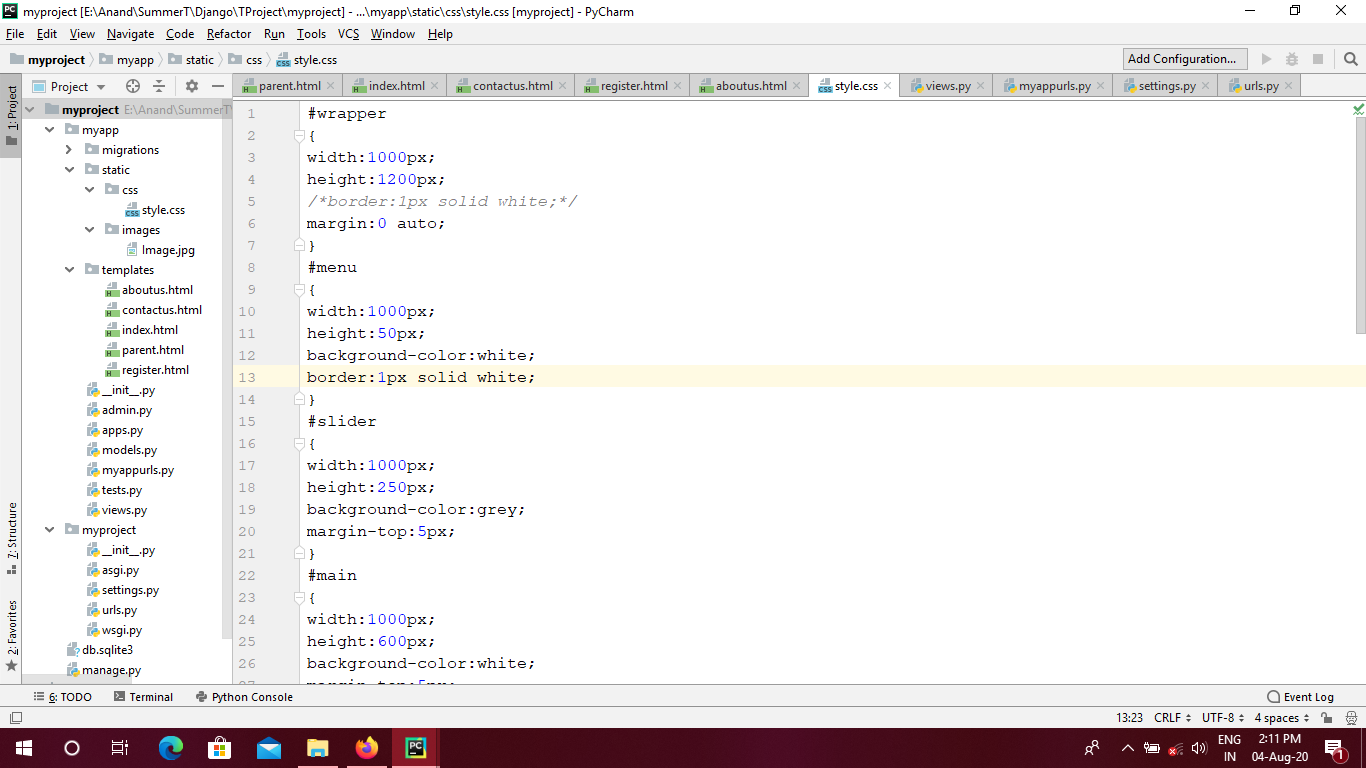 myproject [E:\Anand\SummerT\Django\TProject\myproject] - ...\myapp\static\css\style.css [myproject] - PyCharm
File Edit View Navigate Code Refactor Run Tools VCS Window Help
myproject myapp static css style.css Add Configuration...
Project
parent.html index.html contactus.html register.html aboutus.html style.css views.py myappurls.py settings.py urls.py
1: Project
7: Structure
2: Favorites
myproject E:\Anand\SummerT
myapp
migrations
static
css
style.css
images
Image.jpg
templates
aboutus.html
contactus.html
index.html
parent.html
register.html
__init__.py
admin.py
apps.py
models.py
myappurls.py
tests.py
views.py
myproject
__init__.py
asgi.py
settings.py
urls.py
wsgi.py
db.sqlite3
manage.py
1 #wrapper
2 {
3 width:1000px;
4 height:1200px;
5 /*border:1px solid white;*/
6 margin:0 auto;
7 }
8 #menu
9 {
10 width:1000px;
11 height:50px;
12 background-color:white;
13 border:1px solid white;
14 }
15 #slider
16 {
17 width:1000px;
18 height:250px;
19 background-color:grey;
20 margin-top:5px;
21 }
22 #main
23 {
24 width:1000px;
25 height:600px;
26 background-color:white;
27 margin-top:5px;
6: TODO Terminal Python Console Event Log
13:23 CRLF UTF-8 4 spaces
PC
ENG
IN
2:11 PM
04-Aug-20
1